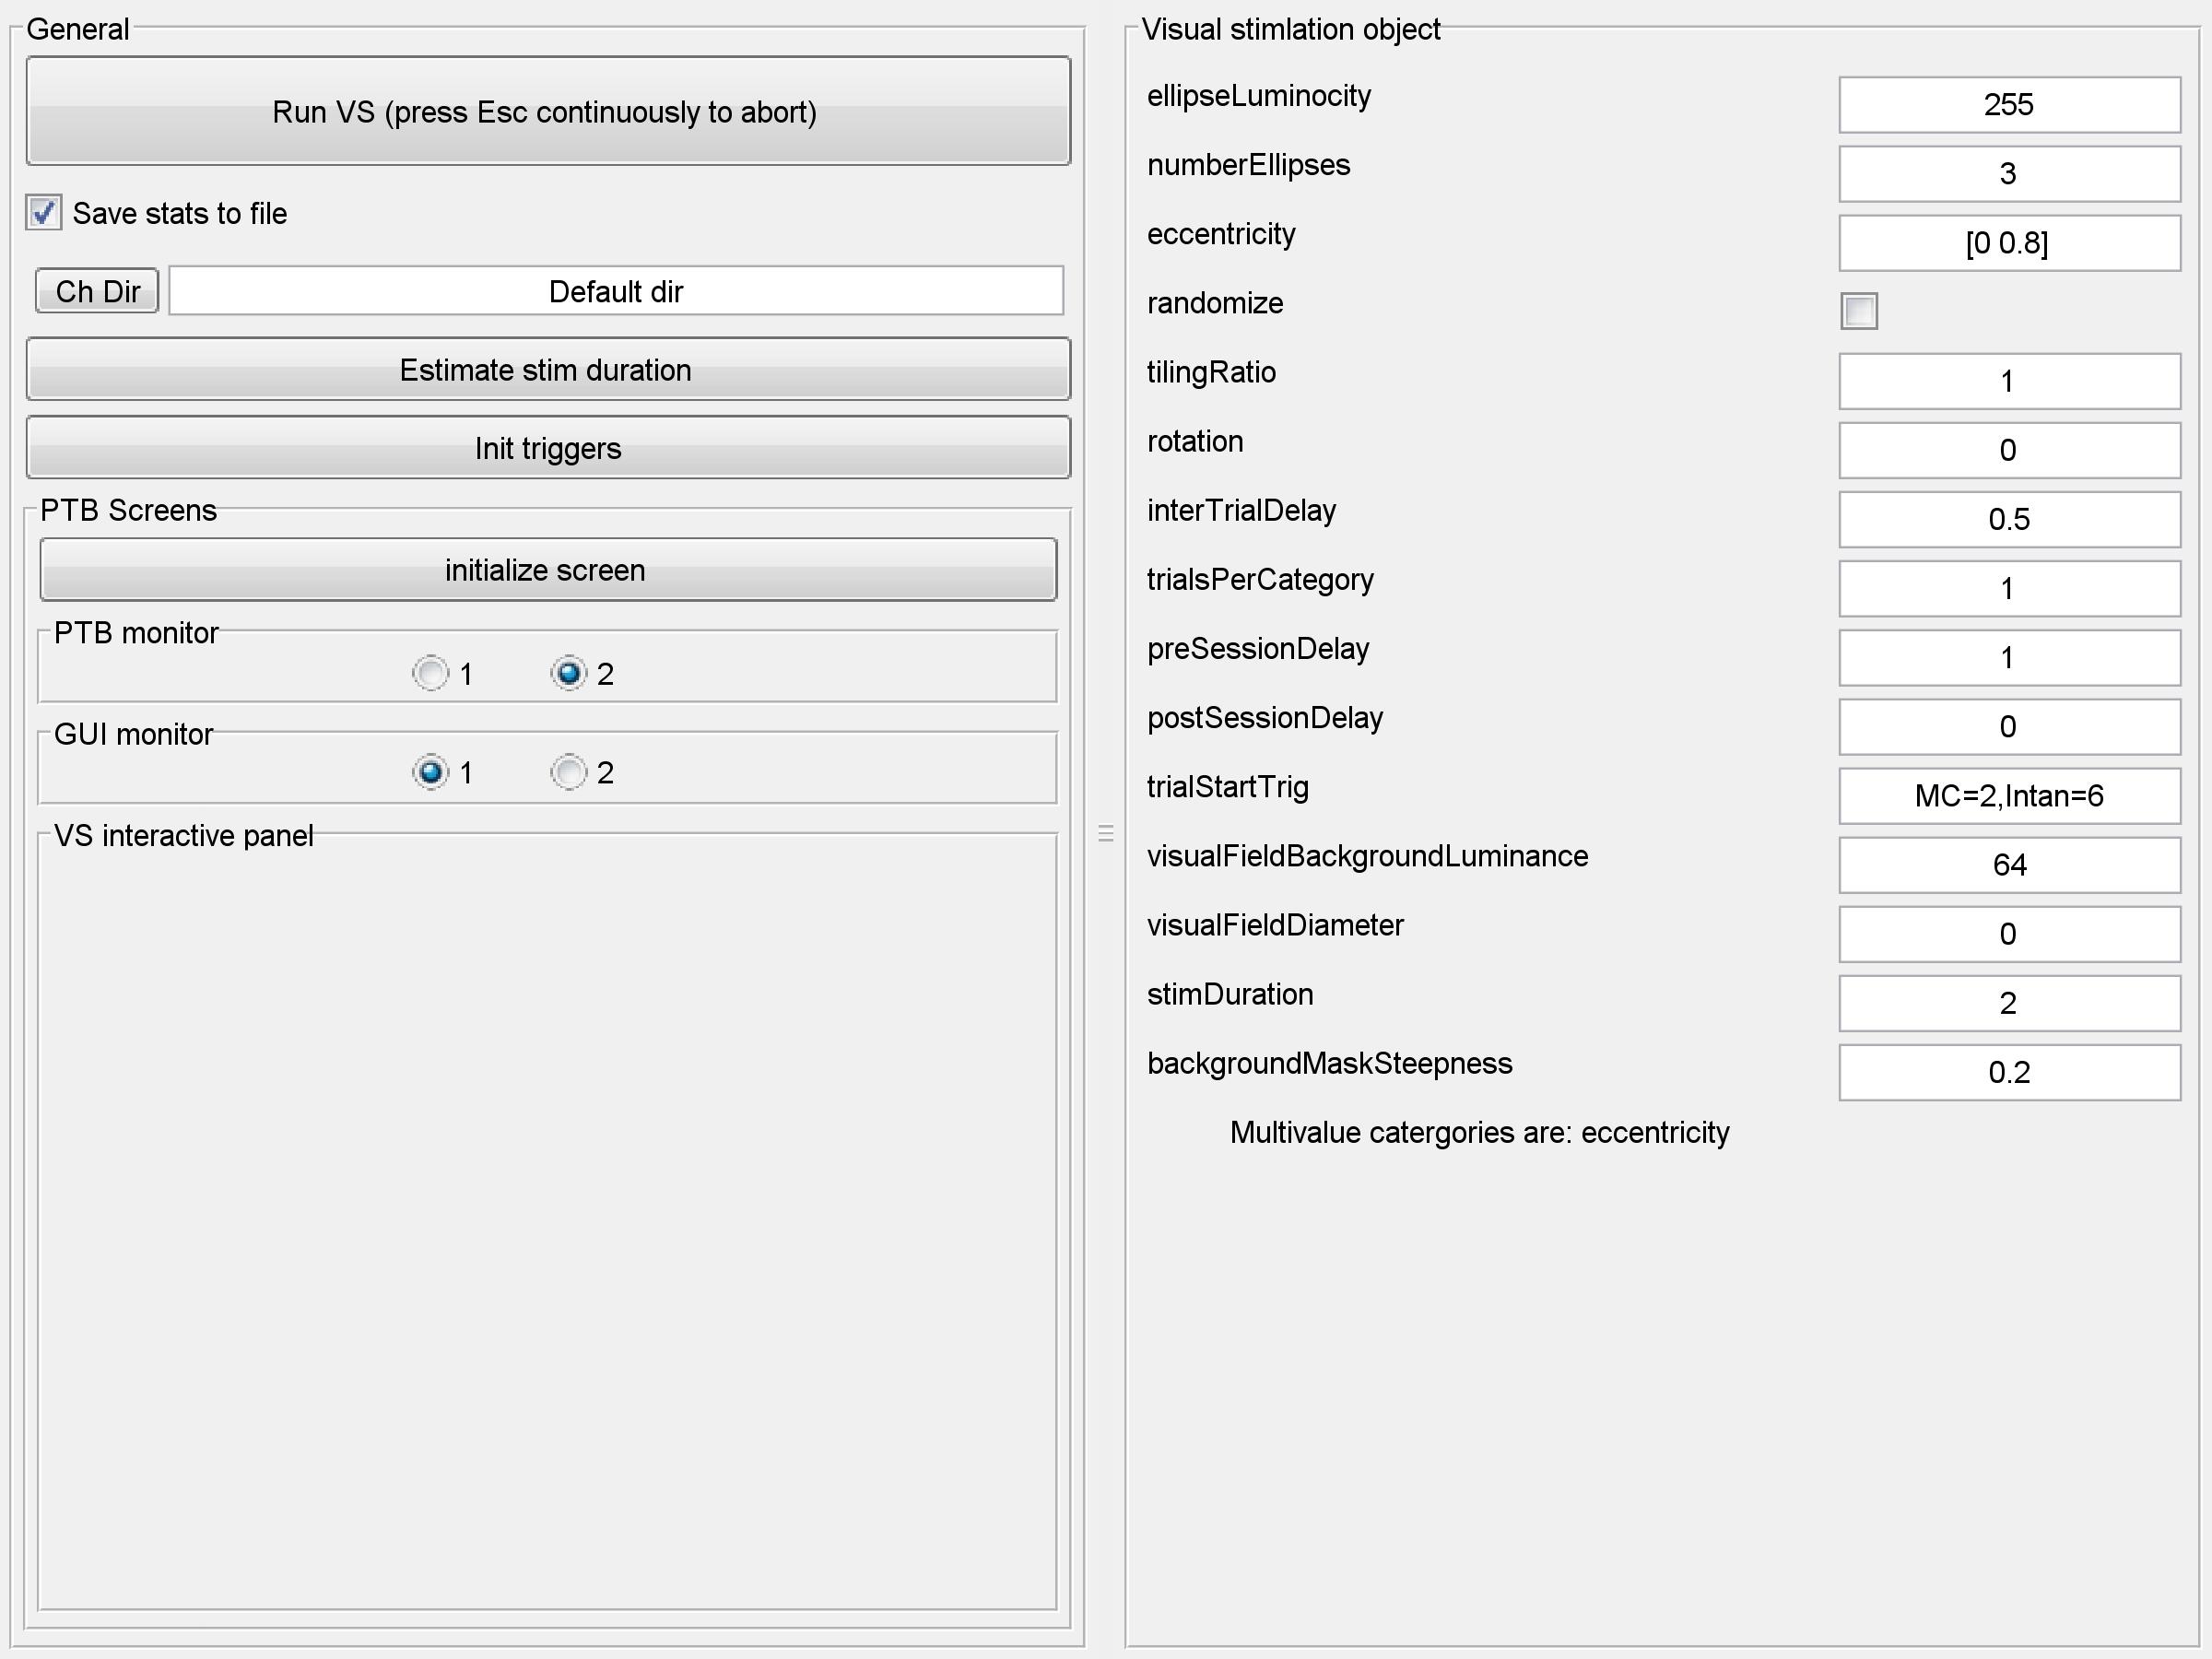 General
Run VS (press Esc continuously to abort)
Save stats to file
Ch Dir
Default dir
Estimate stim duration
Init triggers
PTB Screens
initialize screen
PTB monitor
1 2
GUI monitor
1 2
VS interactive panel
Visual stimlation object
ellipseLuminocity 255
numberEllipses 3
eccentricity [0 0.8]
randomize
tilingRatio 1
rotation 0
interTrialDelay 0.5
trialsPerCategory 1
preSessionDelay 1
postSessionDelay 0
trialStartTrig MC=2,Intan=6
visualFieldBackgroundLuminance 64
visualFieldDiameter 0
stimDuration 2
backgroundMaskSteepness 0.2
Multivalue catergories are: eccentricity